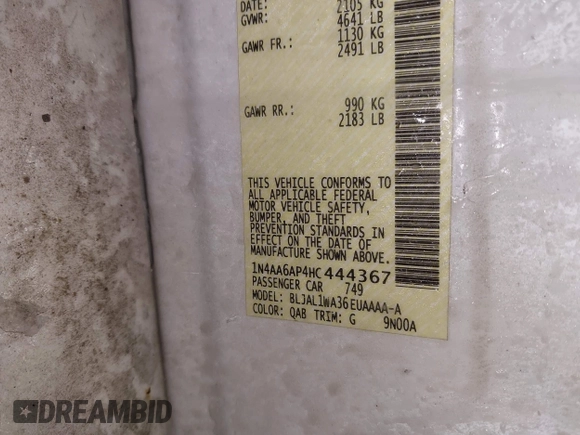 DATE: 2105 KG
GVWR: 4641 LB
GAWR FR.: 1130 KG
2491 LB
GAWR RR.: 990 KG
2183 LB
THIS VEHICLE CONFORMS TO
ALL APPLICABLE FEDERAL
MOTOR VEHICLE SAFETY,
BUMPER, AND THEFT
PREVENTION STANDARDS IN
EFFECT ON THE DATE OF
MANUFACTURE SHOWN ABOVE.
1N4AA6AP4HC444367
PASSENGER CAR 749
MODEL: BLJAL1WA36EUAAAA-A
COLOR: QAB TRIM: G 9N00A
DREAMBID